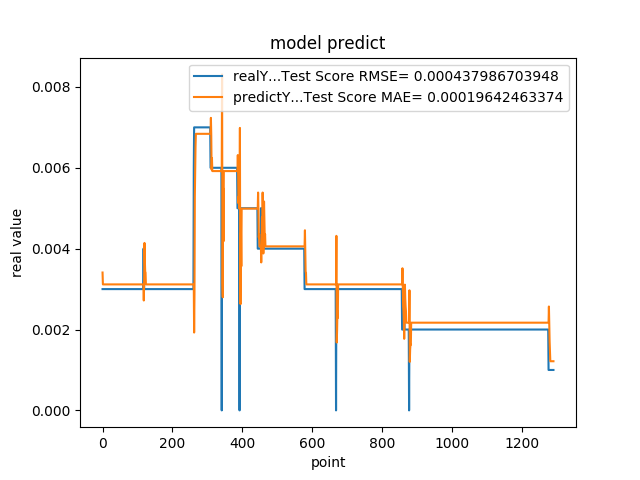 model predict
realY...Test Score RMSE= 0.000437986703948
predictY...Test Score MAE= 0.00019642463374
real value
0.008
0.006
0.004
0.002
0.000
0 200 400 600 800 1000 1200
point